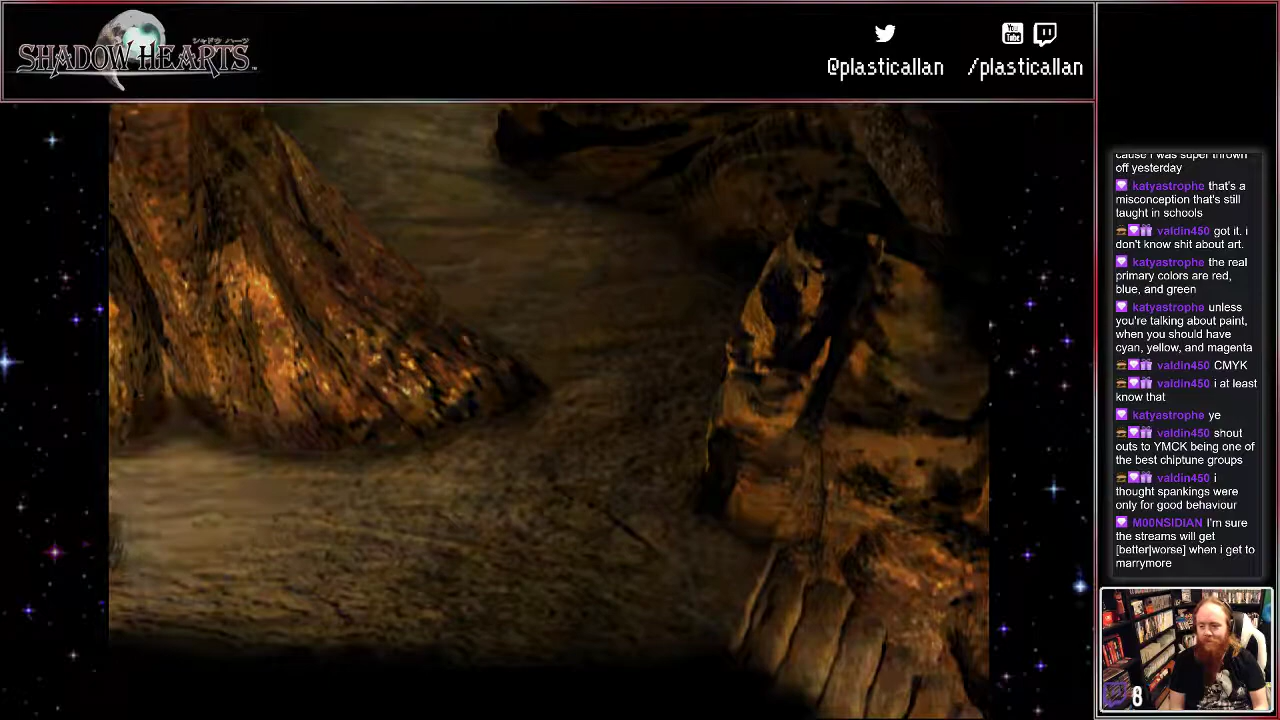 シャドウ ハーツ
SHADOW HEARTS
@plasticallan
You Tube
/plasticallan
cause i was super thrown
off yesterday
katyastrophe that's a
misconception that's still
taught in schools
valdin450 got it. i
don't know shit about art.
katyastrophe the real
primary colors are red,
blue, and green
katyastrophe unless
you're talking about paint,
when you should have
cyan, yellow, and magenta
valdin450 CMYK
valdin450 i at least
know that
katyastrophe ye
valdin450 shout
outs to YMCK being one of
the best chiptune groups
valdin450 i
thought spankings were
only for good behaviour
M00NSIDIAN I'm sure
the streams will get
[better|worse] when i get to
marrymore
8